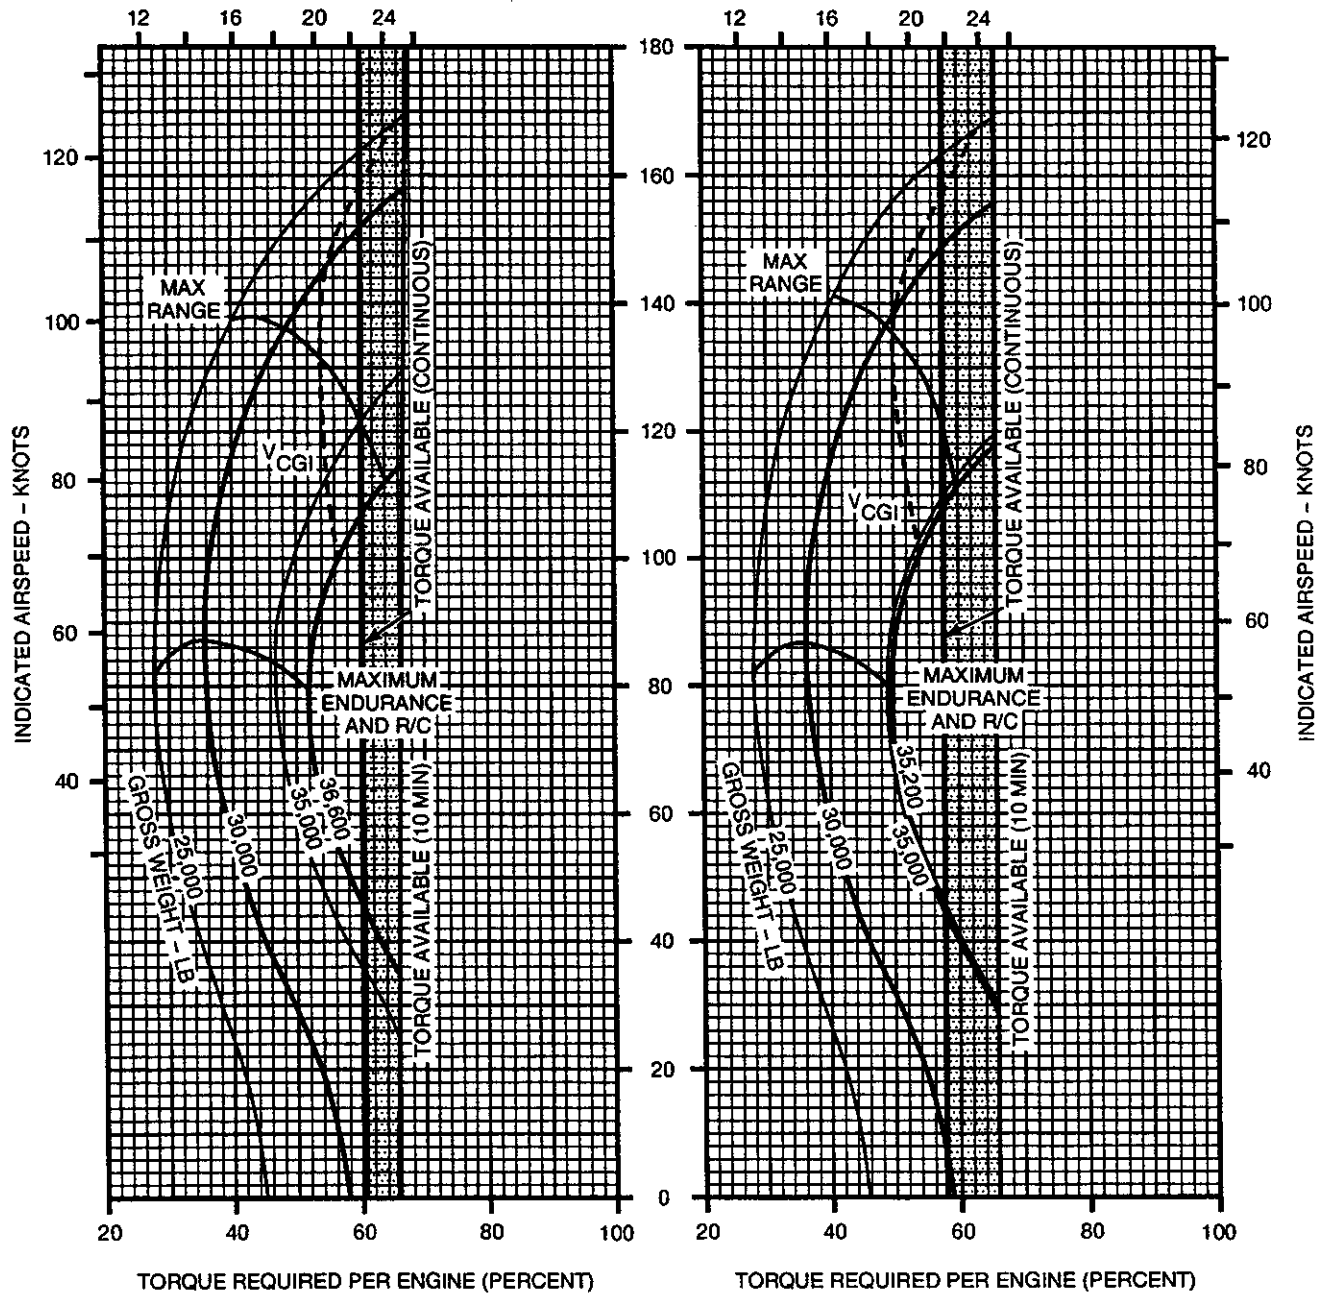 12 16 20 24
12 16 20 24
180
160
140
120
100
80
60
40
20
0
120
100
80
60
40
120
100
80
60
40
INDICATED AIRSPEED – KNOTS
INDICATED AIRSPEED – KNOTS
MAX
RANGE
V CGI
TORQUE AVAILABLE (CONTINUOUS)
MAXIMUM
ENDURANCE
AND R/C
TORQUE AVAILABLE (10 MIN)
GROSS WEIGHT – LB
25,000
30,000
35,000
36,600
MAX
RANGE
V CGI
TORQUE AVAILABLE (CONTINUOUS)
MAXIMUM
ENDURANCE
AND R/C
TORQUE AVAILABLE (10 MIN)
GROSS WEIGHT – LB
25,000
30,000
35,000
35,200
20 40 60 80 100
20 40 60 80 100
TORQUE REQUIRED PER ENGINE (PERCENT)
TORQUE REQUIRED PER ENGINE (PERCENT)